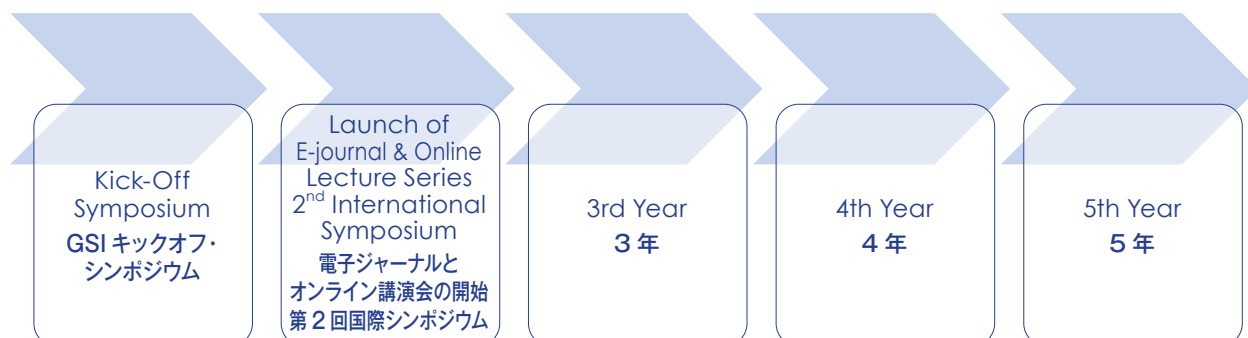 Kick-Off
Symposium
GSI キックオフ・
シンポジウム
Launch of
E-journal & Online
Lecture Series
2nd International
Symposium
電子ジャーナルと
オンライン講演会の開始
第2回国際シンポジウム
3rd Year
3 年
4th Year
4 年
5th Year
5 年